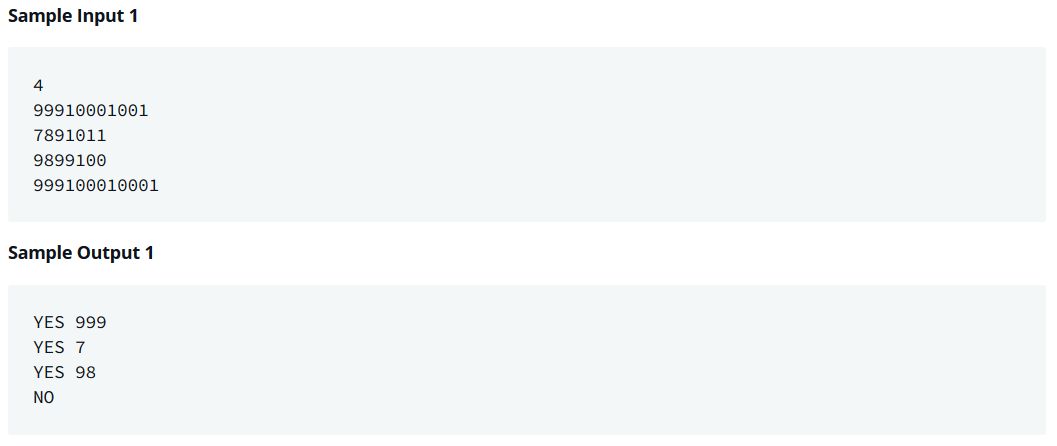 Sample Input 1
4
99910001001
7891011
9899100
999100010001
Sample Output 1
YES 999
YES 7
YES 98
NO